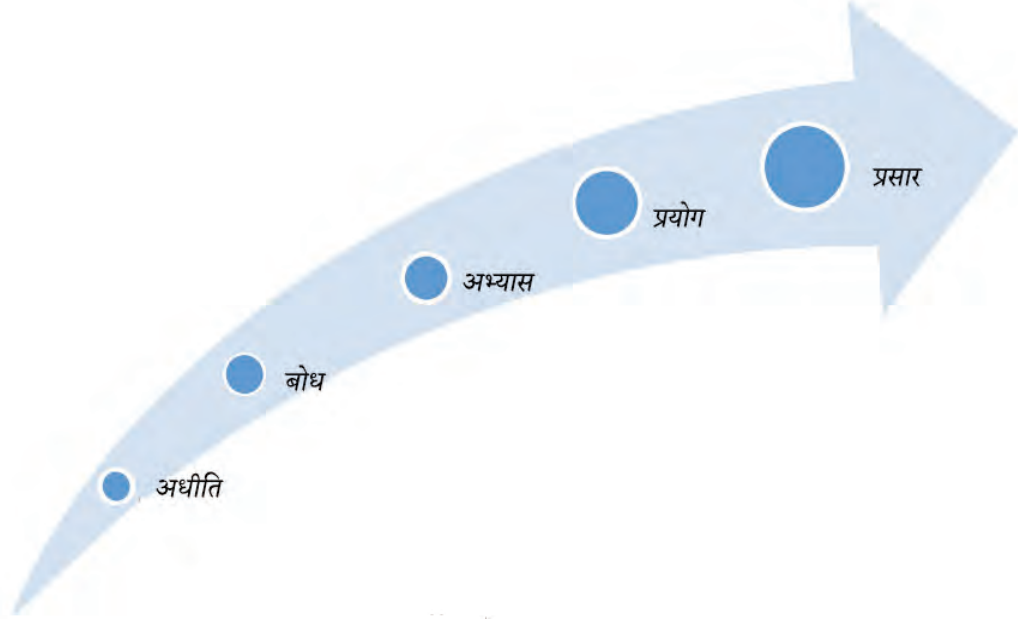 अधीति
बोध
अभ्यास
प्रयोग
प्रसार